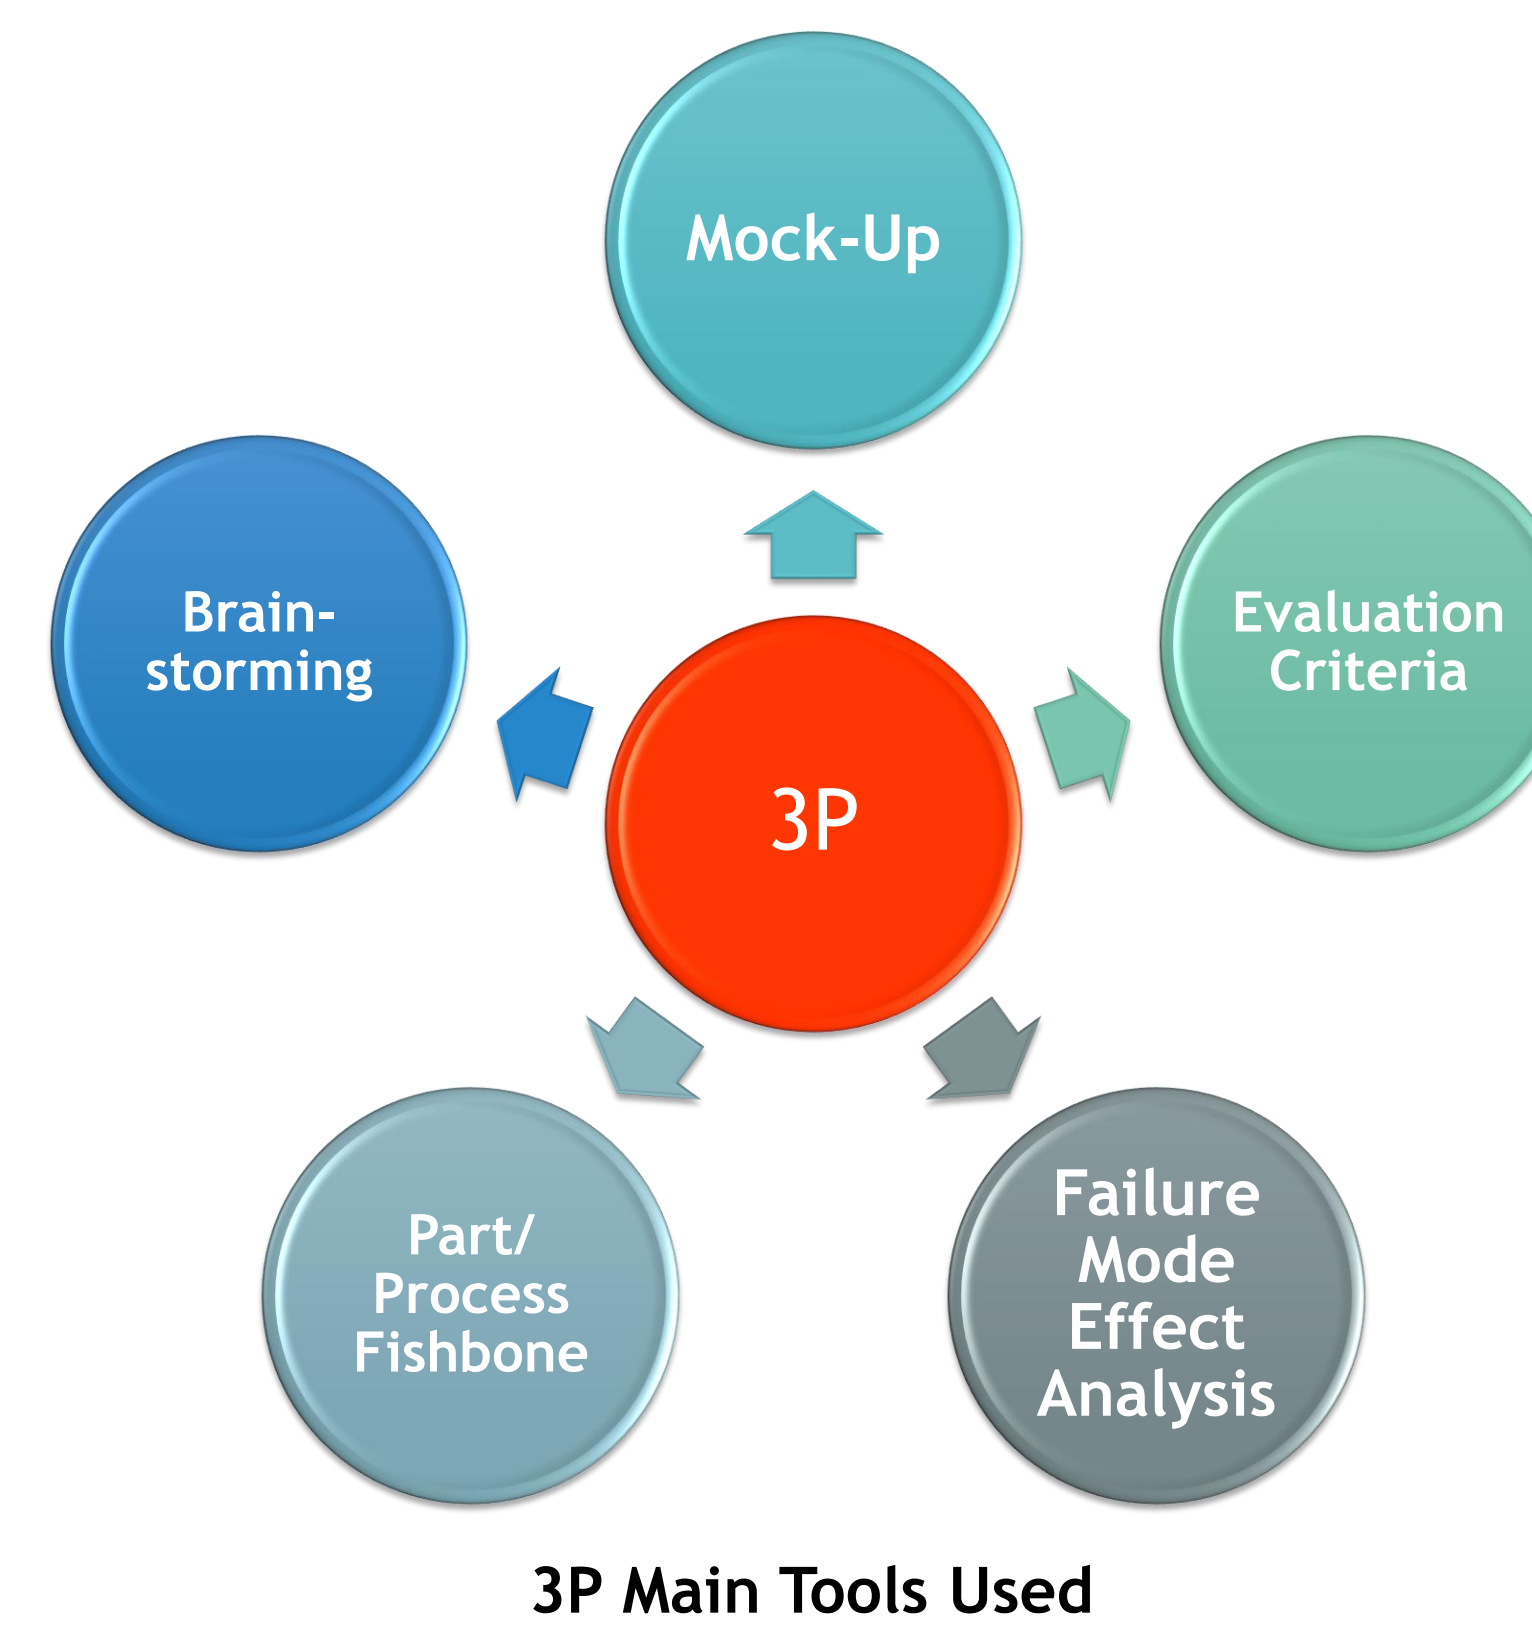 Mock-Up
Brain-
storming
Evaluation
Criteria
3P
Part/
Process
Fishbone
Failure
Mode
Effect
Analysis
3P Main Tools Used